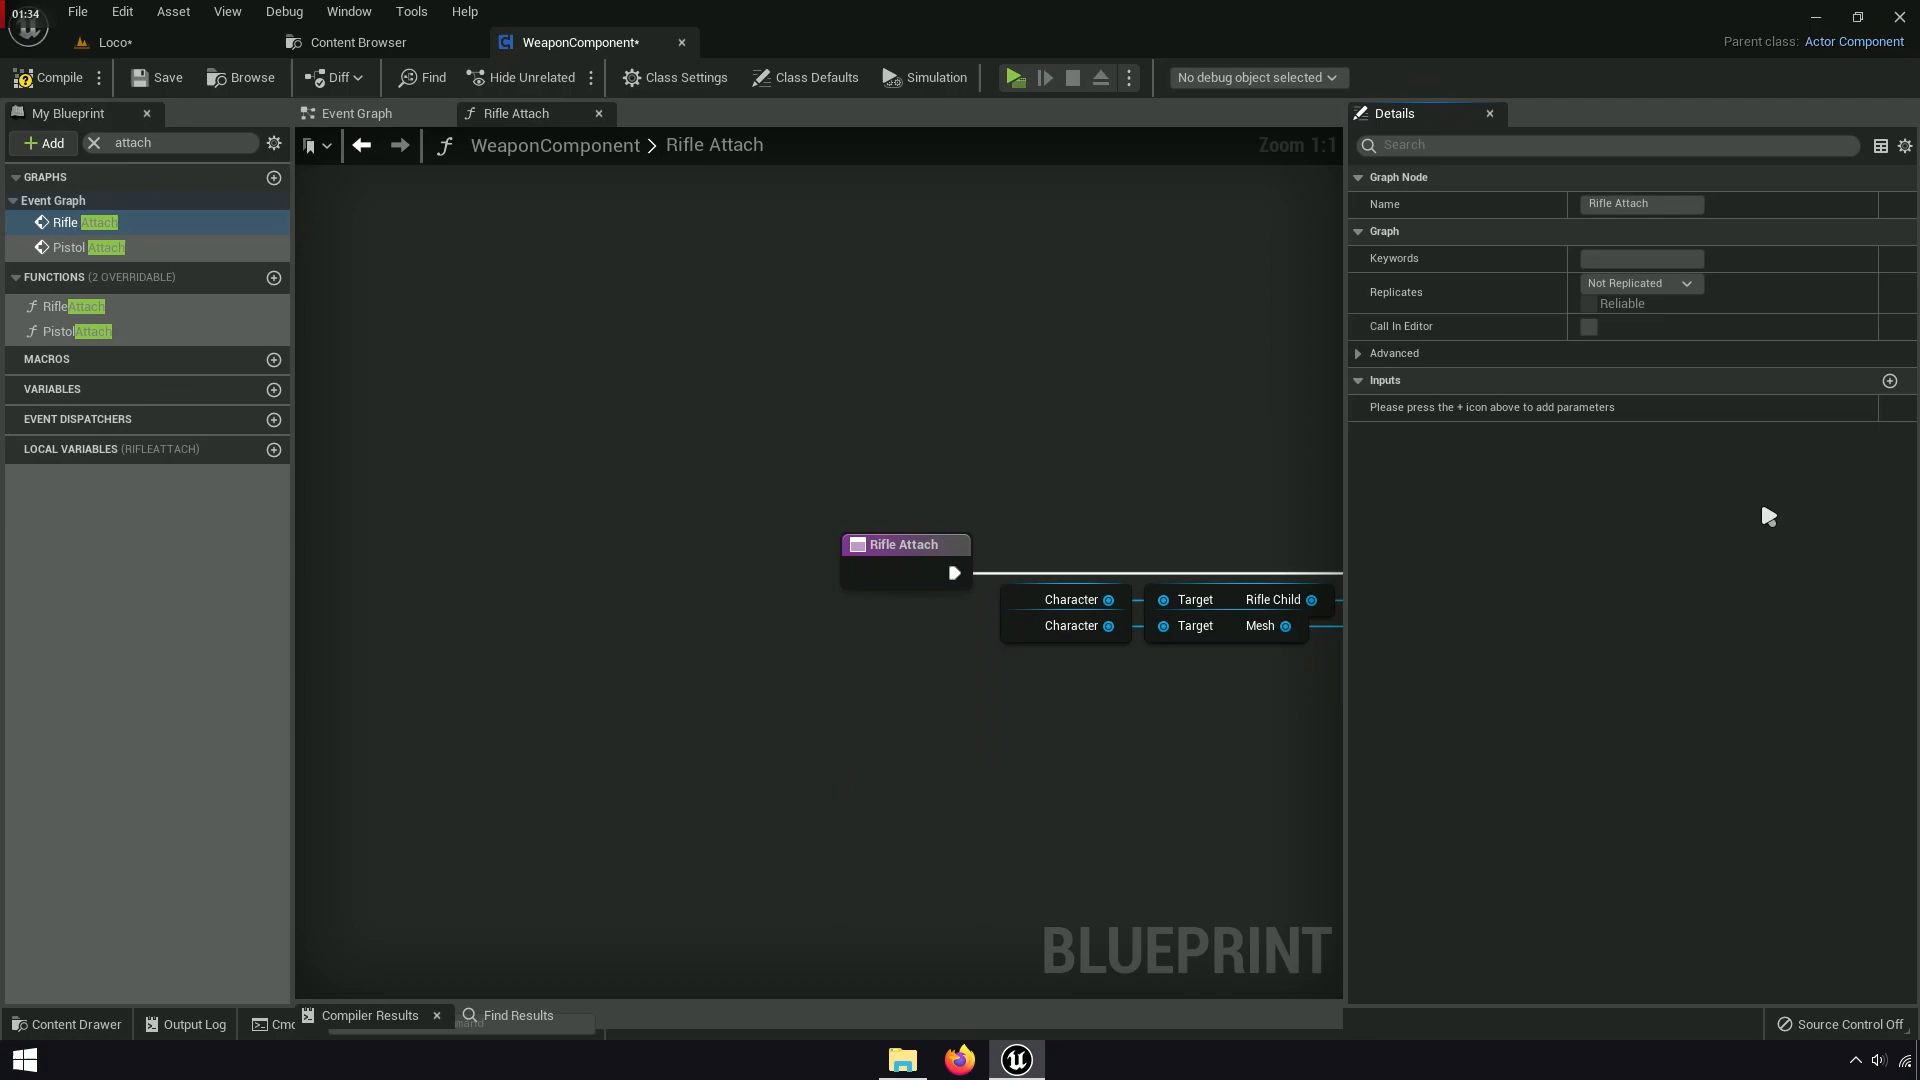 01:34
File Edit Asset View Debug Window Tools Help
Loco* Content Browser WeaponComponent*
Parent class: Actor Component
Compile Save Browse Diff Find Hide Unrelated Class Settings Class Defaults Simulation No debug object selected
My Blueprint Event Graph Rifle Attach Details
Add attach
WeaponComponent > Rifle Attach Zoom 1:1
Search
GRAPHS
Event Graph
Rifle Attach
Pistol Attach
FUNCTIONS (2 OVERRIDABLE)
RifleAttach
PistolAttach
MACROS
VARIABLES
EVENT DISPATCHERS
LOCAL VARIABLES (RIFLEATTACH)
Rifle Attach
Character Target Rifle Child
Character Target Mesh
BLUEPRINT
Graph Node
Name Rifle Attach
Graph
Keywords
Replicates Not Replicated
Reliable
Call In Editor
Advanced
Inputs
Please press the + icon above to add parameters
Compiler Results Find Results
Content Drawer Output Log Source Control Off